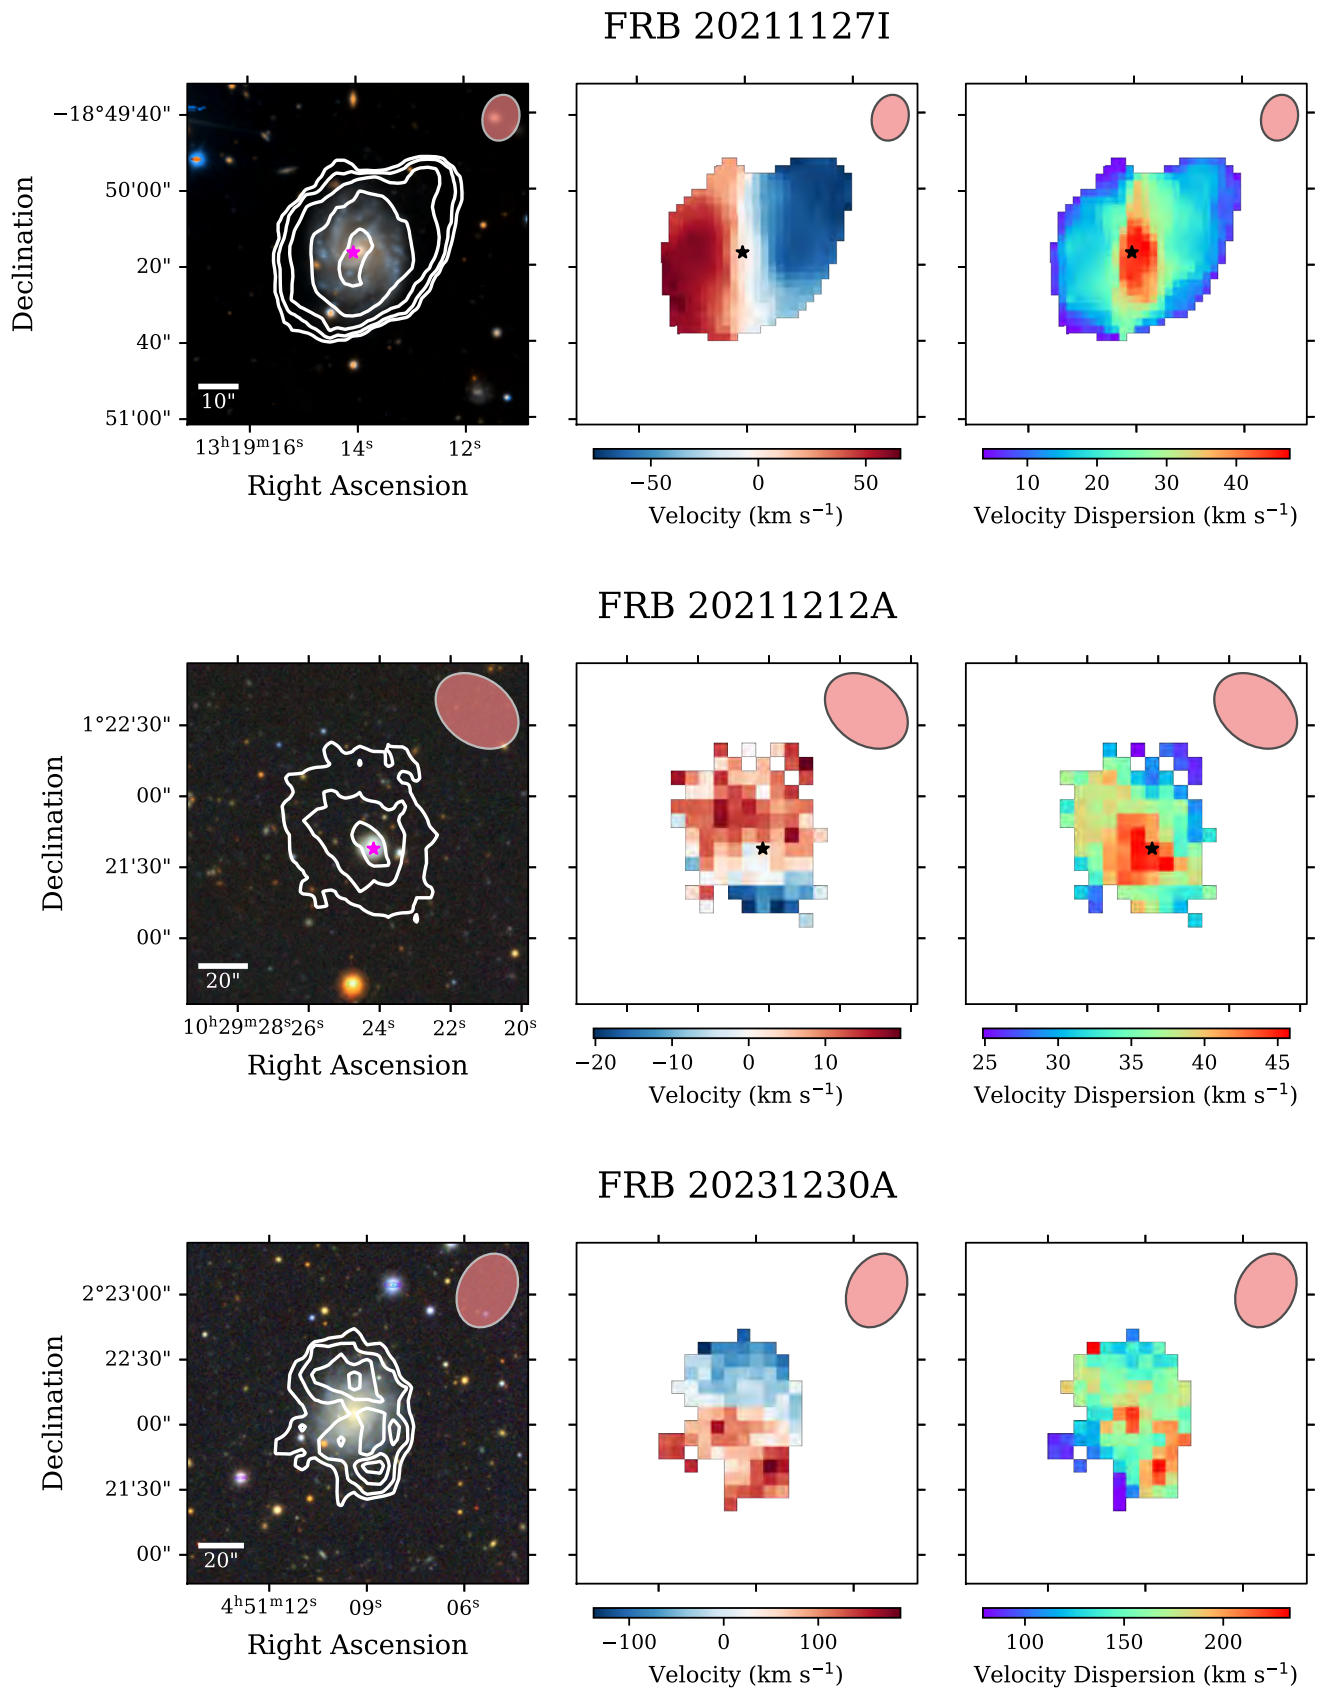 FRB 20211127I
Declination
−18°49'40"
50'00"
20"
40"
51'00"
10"
13ʰ19ᵐ16ˢ 14ˢ 12ˢ
Right Ascension
−50 0 50
Velocity (km s⁻¹)
10 20 30 40
Velocity Dispersion (km s⁻¹)
FRB 20211212A
Declination
1°22'30"
00"
21'30"
00"
20"
10ʰ29ᵐ28ˢ26ˢ 24ˢ 22ˢ 20ˢ
Right Ascension
−20 −10 0 10
Velocity (km s⁻¹)
25 30 35 40 45
Velocity Dispersion (km s⁻¹)
FRB 20231230A
Declination
2°23'00"
22'30"
00"
21'30"
00"
20"
4ʰ51ᵐ12ˢ 09ˢ 06ˢ
Right Ascension
−100 0 100
Velocity (km s⁻¹)
100 150 200
Velocity Dispersion (km s⁻¹)